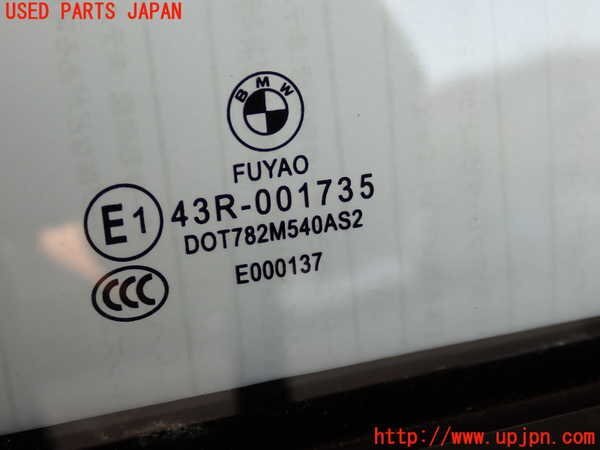 USED PARTS JAPAN
BMW
FUYAO
E1 43R-001735
DOT782M540AS2
CCC E000137
http://www.upjpn.com/